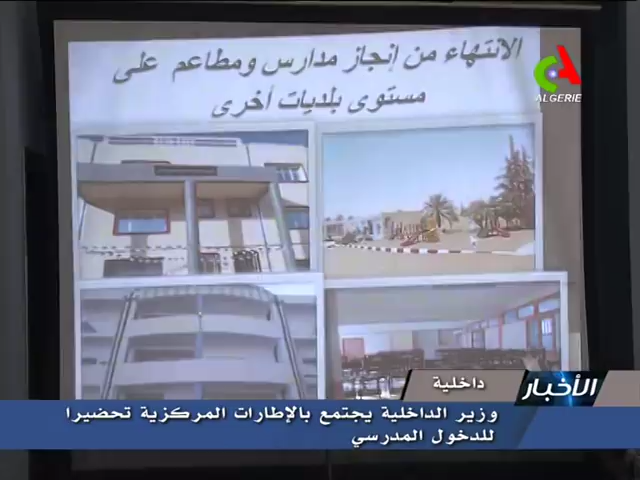 الانتهاء من إنجاز مدارس ومطاعم على
مستوى بلديات أخرى
ALGERIE
داخلية
الأخبار
وزير الداخلية يجتمع بالإطارات المركزية تحضيرا
للدخول المدرسي